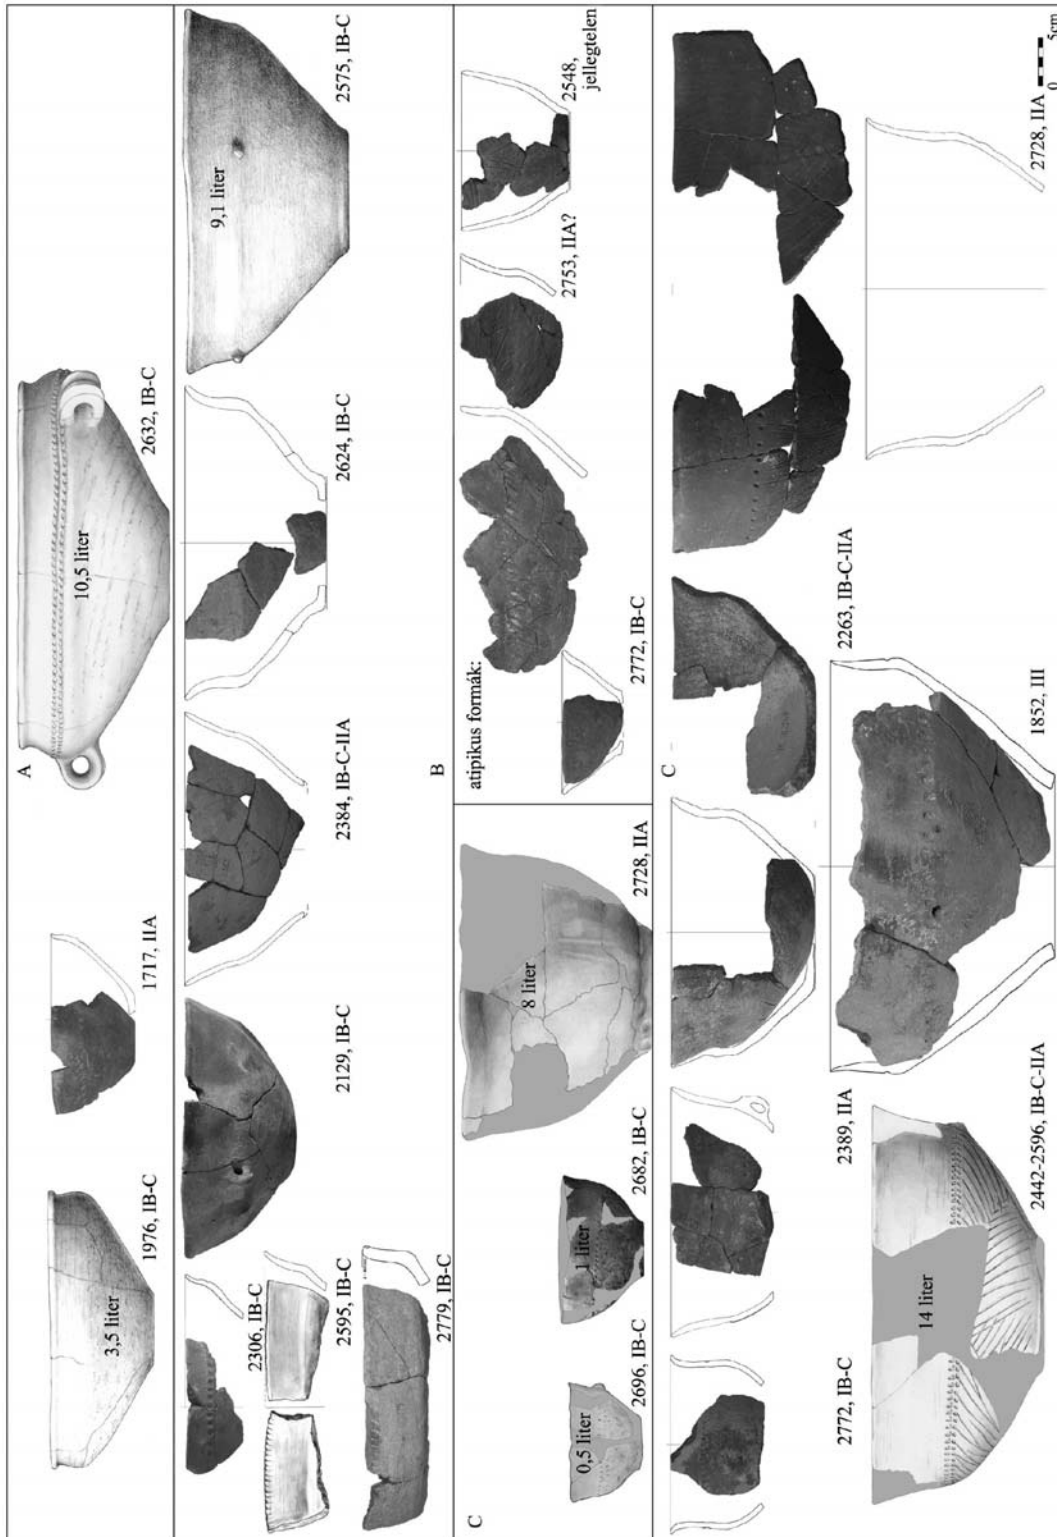 3,5 liter
1976, IB-C
1717, IIA
A
10,5 liter
2632, IB-C
2306, IB-C
2595, IB-C
2779, IB-C
2129, IB-C
2384, IB-C-IIA
2624, IB-C
9,1 liter
2575, IB-C
C
0,5 liter
2696, IB-C
1 liter
2682, IB-C
8 liter
2728, IIA
B
atipikus formák:
2772, IB-C
2753, IIA?
2548,
jellegtelen
2772, IB-C
2389, IIA
C
2263, IB-C-IIA
14 liter
2442-2596, IB-C-IIA
1852, III
2728, IIA
0 5cm